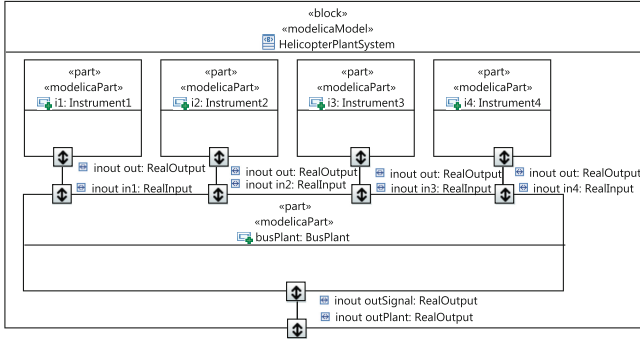 «block»
«modelicaModel»
HelicopterPlantSystem
«part»
«modelicaPart»
i1: Instrument1
«part»
«modelicaPart»
i2: Instrument2
«part»
«modelicaPart»
i3: Instrument3
«part»
«modelicaPart»
i4: Instrument4
inout out: RealOutput
inout in1: RealInput
inout out: RealOutput
inout in2: RealInput
inout out: RealOutput
inout in3: RealInput
inout out: RealOutput
inout in4: RealInput
«part»
«modelicaPart»
busPlant: BusPlant
inout outSignal: RealOutput
inout outPlant: RealOutput